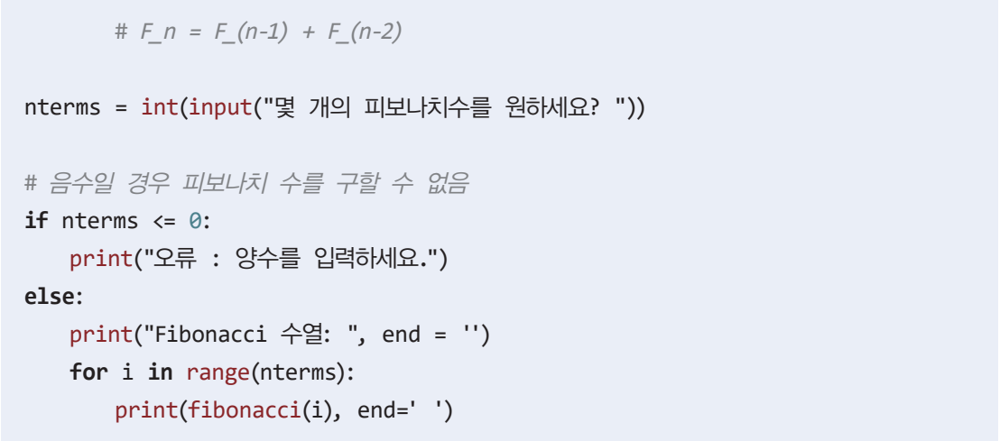 # F_n = F_(n-1) + F_(n-2)
nterms = int(input("몇 개의 피보나치수를 원하세요? "))
# 음수일 경우 피보나치 수를 구할 수 없음
if nterms <= 0:
print("오류 : 양수를 입력하세요.")
else:
print("Fibonacci 수열: ", end = '')
for i in range(nterms):
print(fibonacci(i), end=' ')